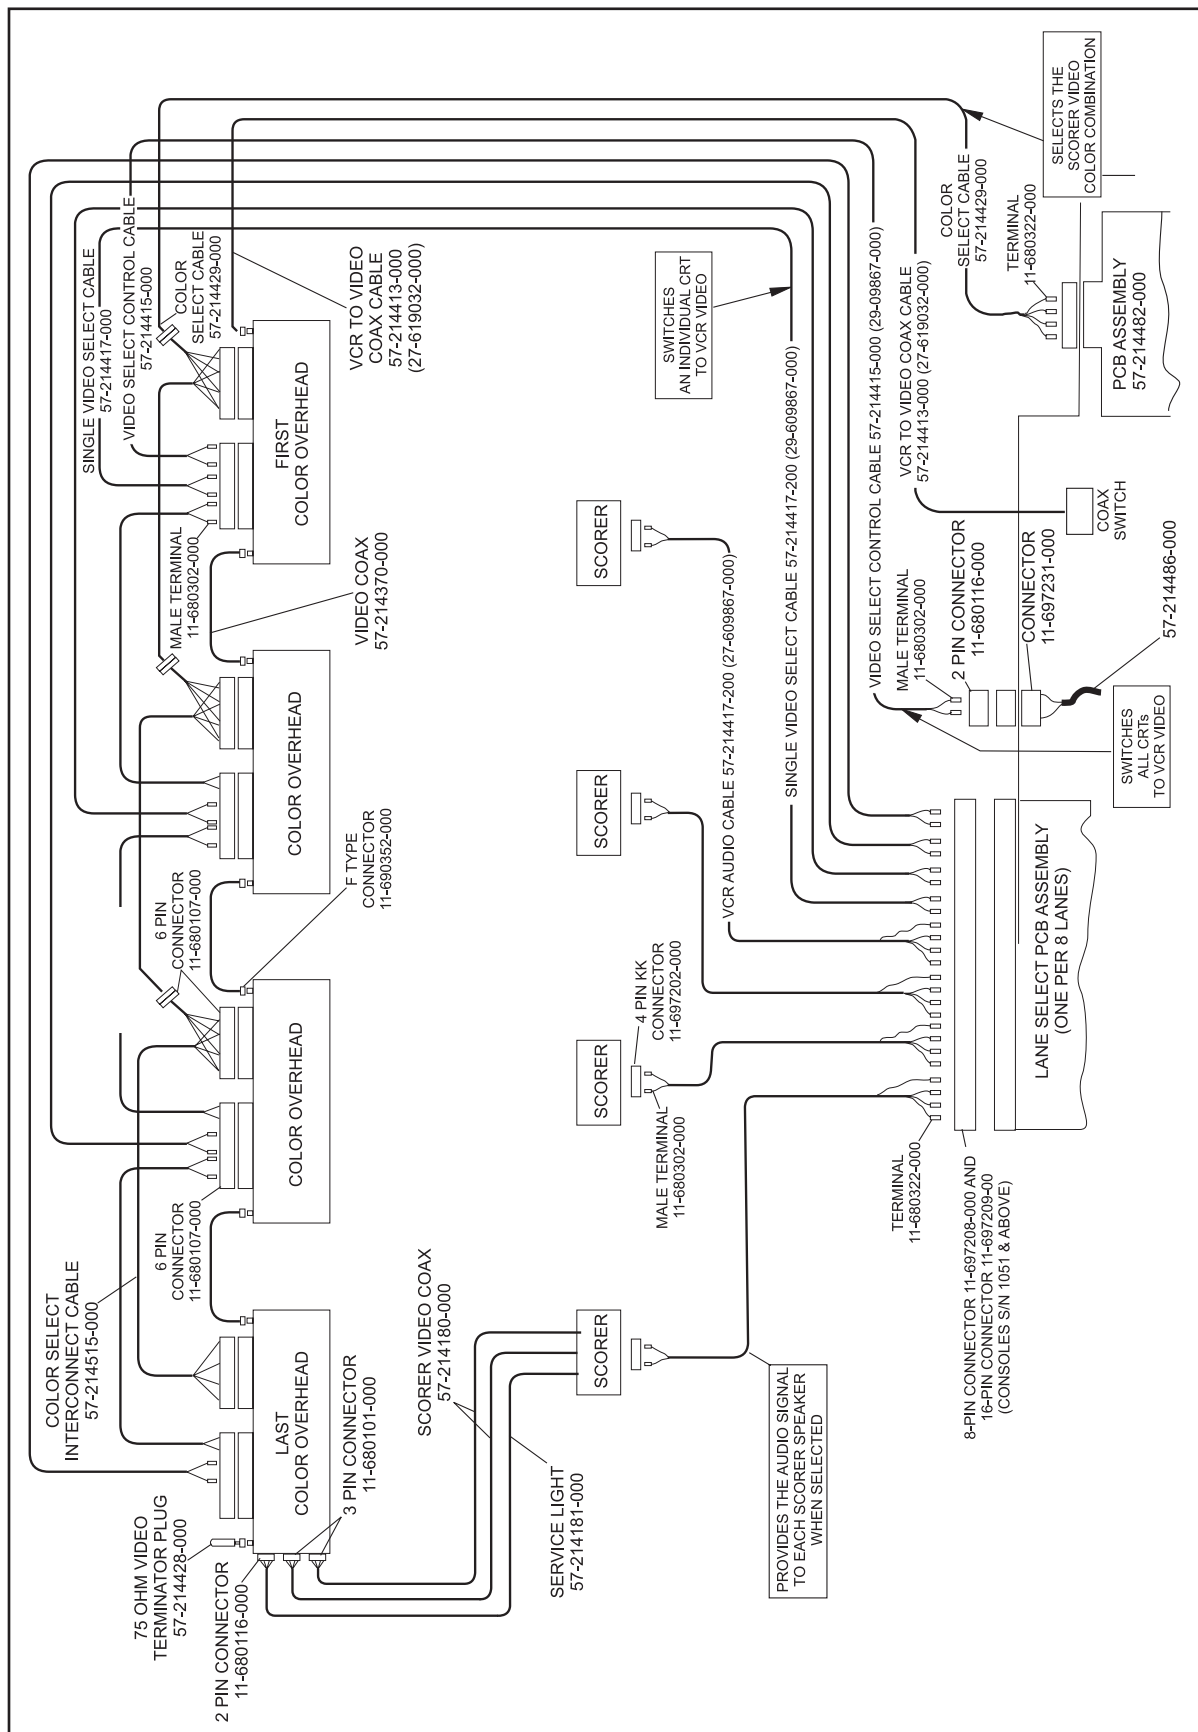 75 OHM VIDEO
TERMINATOR PLUG
57-214428-000
2 PIN CONNECTOR
11-680116-000
COLOR SELECT
INTERCONNECT CABLE
57-214515-000
6 PIN
CONNECTOR
11-680107-000
6 PIN
CONNECTOR
11-680107-000
MALE TERMINAL
11-680302-000
SINGLE VIDEO SELECT CABLE
57-214417-000
VIDEO SELECT CONTROL CABLE
57-214415-000
COLOR
SELECT CABLE
57-214429-000
LAST
COLOR OVERHEAD
COLOR OVERHEAD
COLOR OVERHEAD
FIRST
COLOR OVERHEAD
3 PIN CONNECTOR
11-680101-000
F TYPE
CONNECTOR
11-690352-000
VIDEO COAX
57-214370-000
VCR TO VIDEO
COAX CABLE
57-214413-000
(27-619032-000)
SCORER VIDEO COAX
57-214180-000
SERVICE LIGHT
57-214181-000
SCORER
SCORER
SCORER
SCORER
4 PIN KK
CONNECTOR
11-697202-000
MALE TERMINAL
11-680302-000
SWITCHES
AN INDIVIDUAL CRT
TO VCR VIDEO
VCR AUDIO CABLE 57-214417-200 (27-609867-000)
SINGLE VIDEO SELECT CABLE 57-214417-200 (29-609867-000)
VIDEO SELECT CONTROL CABLE 57-214415-000 (29-09867-000)
VCR TO VIDEO COAX CABLE
57-214413-000 (27-619032-000)
COLOR
SELECT CABLE
57-214429-000
TERMINAL
11-680322-000
SELECTS THE
SCORER VIDEO
COLOR COMBINATION
PROVIDES THE AUDIO SIGNAL
TO EACH SCORER SPEAKER
WHEN SELECTED
TERMINAL
11-680322-000
MALE TERMINAL
11-680302-000
2 PIN CONNECTOR
11-680116-000
CONNECTOR
11-697231-000
COAX
SWITCH
PCB ASSEMBLY
57-214482-000
57-214486-000
SWITCHES
ALL CRTs
TO VCR VIDEO
8-PIN CONNECTOR 11-697208-000 AND
16-PIN CONNECTOR 11-697209-00
(CONSOLES S/N 1051 & ABOVE)
LANE SELECT PCB ASSEMBLY
(ONE PER 8 LANES)